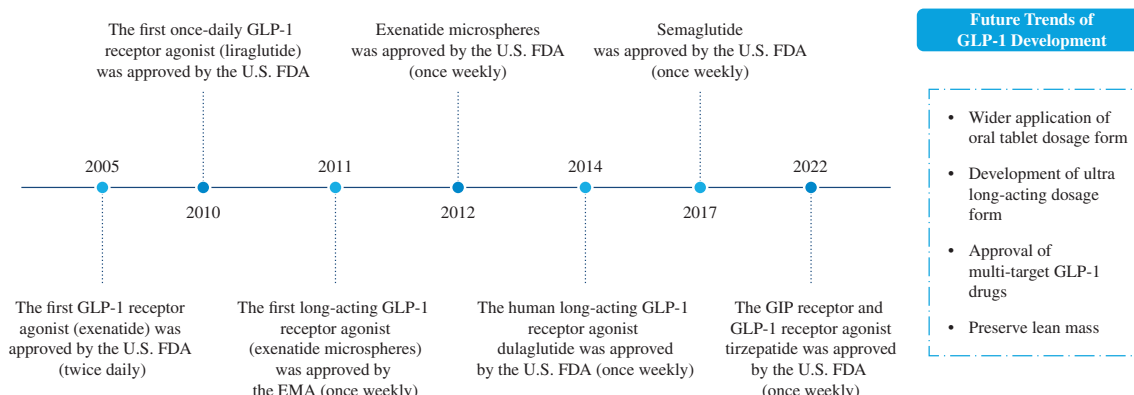 The first once-daily GLP-1
receptor agonist (liraglutide)
was approved by the U.S. FDA
Exenatide microspheres
was approved by the U.S. FDA
(once weekly)
Semaglutide
was approved by the U.S. FDA
(once weekly)
2005
2010
2011
2012
2014
2017
2022
The first GLP-1 receptor
agonist (exenatide) was
approved by the U.S. FDA
(twice daily)
The first long-acting GLP-1
receptor agonist
(exenatide microspheres)
was approved by
the EMA (once weekly)
The human long-acting GLP-1
receptor agonist
dulaglutide was approved
by the U.S. FDA (once weekly)
The GIP receptor and
GLP-1 receptor agonist
tirzepatide was approved
by the U.S. FDA
(once weekly)
Future Trends of
GLP-1 Development
• Wider application of
oral tablet dosage form
• Development of ultra
long-acting dosage
form
• Approval of
multi-target GLP-1
drugs
• Preserve lean mass